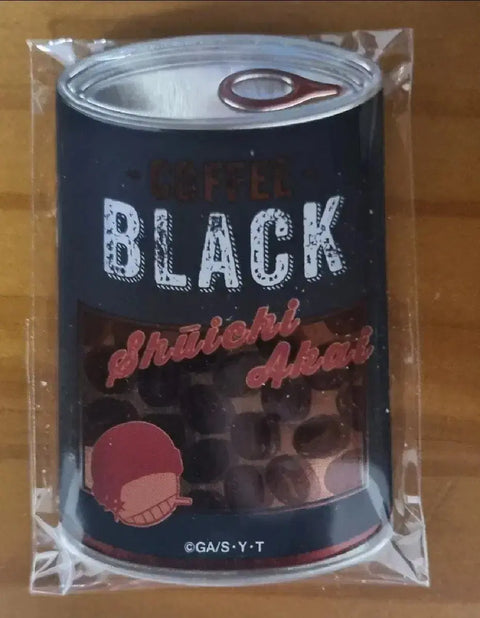 - COFFEE -
BLACK
Shūichi
Akai
©GA/S・Y・T